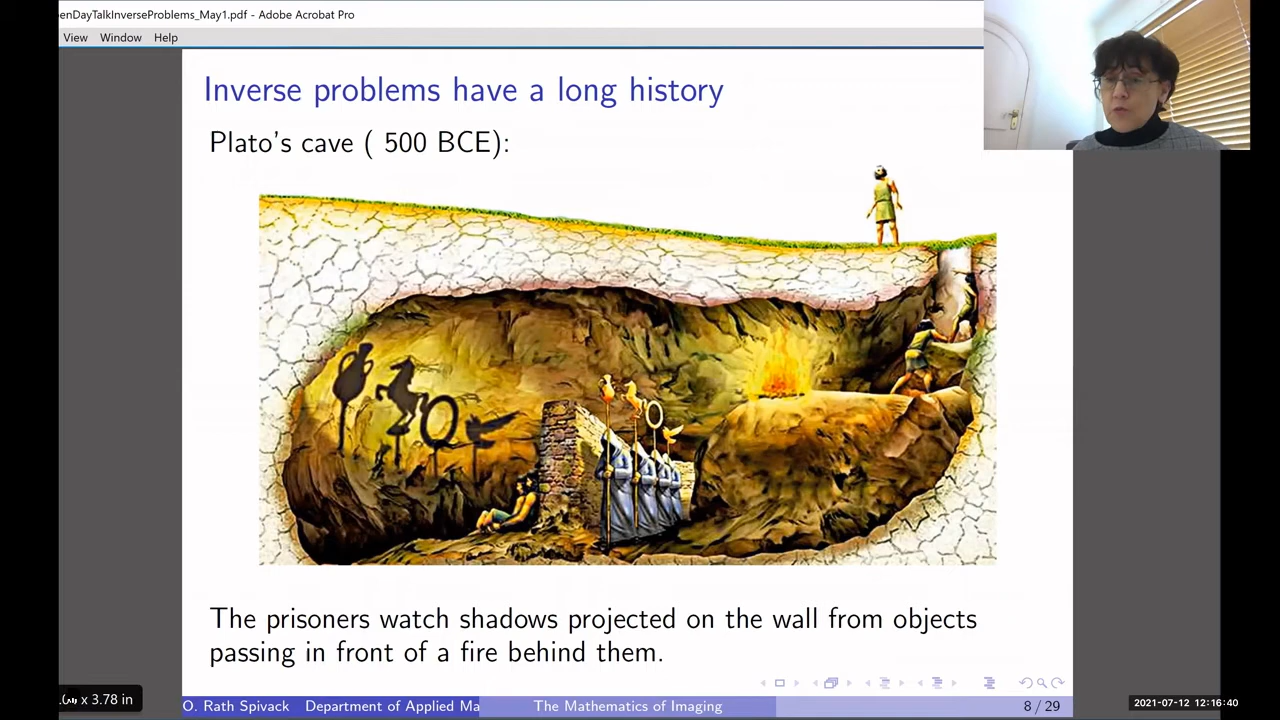 enDayTalkInverseProblems_May1.pdf - Adobe Acrobat Pro
View Window Help
Inverse problems have a long history
Plato's cave ( 500 BCE):
The prisoners watch shadows projected on the wall from objects
passing in front of a fire behind them.
x 3.78 in
O. Rath Spivack Department of Applied Ma The Mathematics of Imaging 8 / 29
2021-07-12 12:16:40